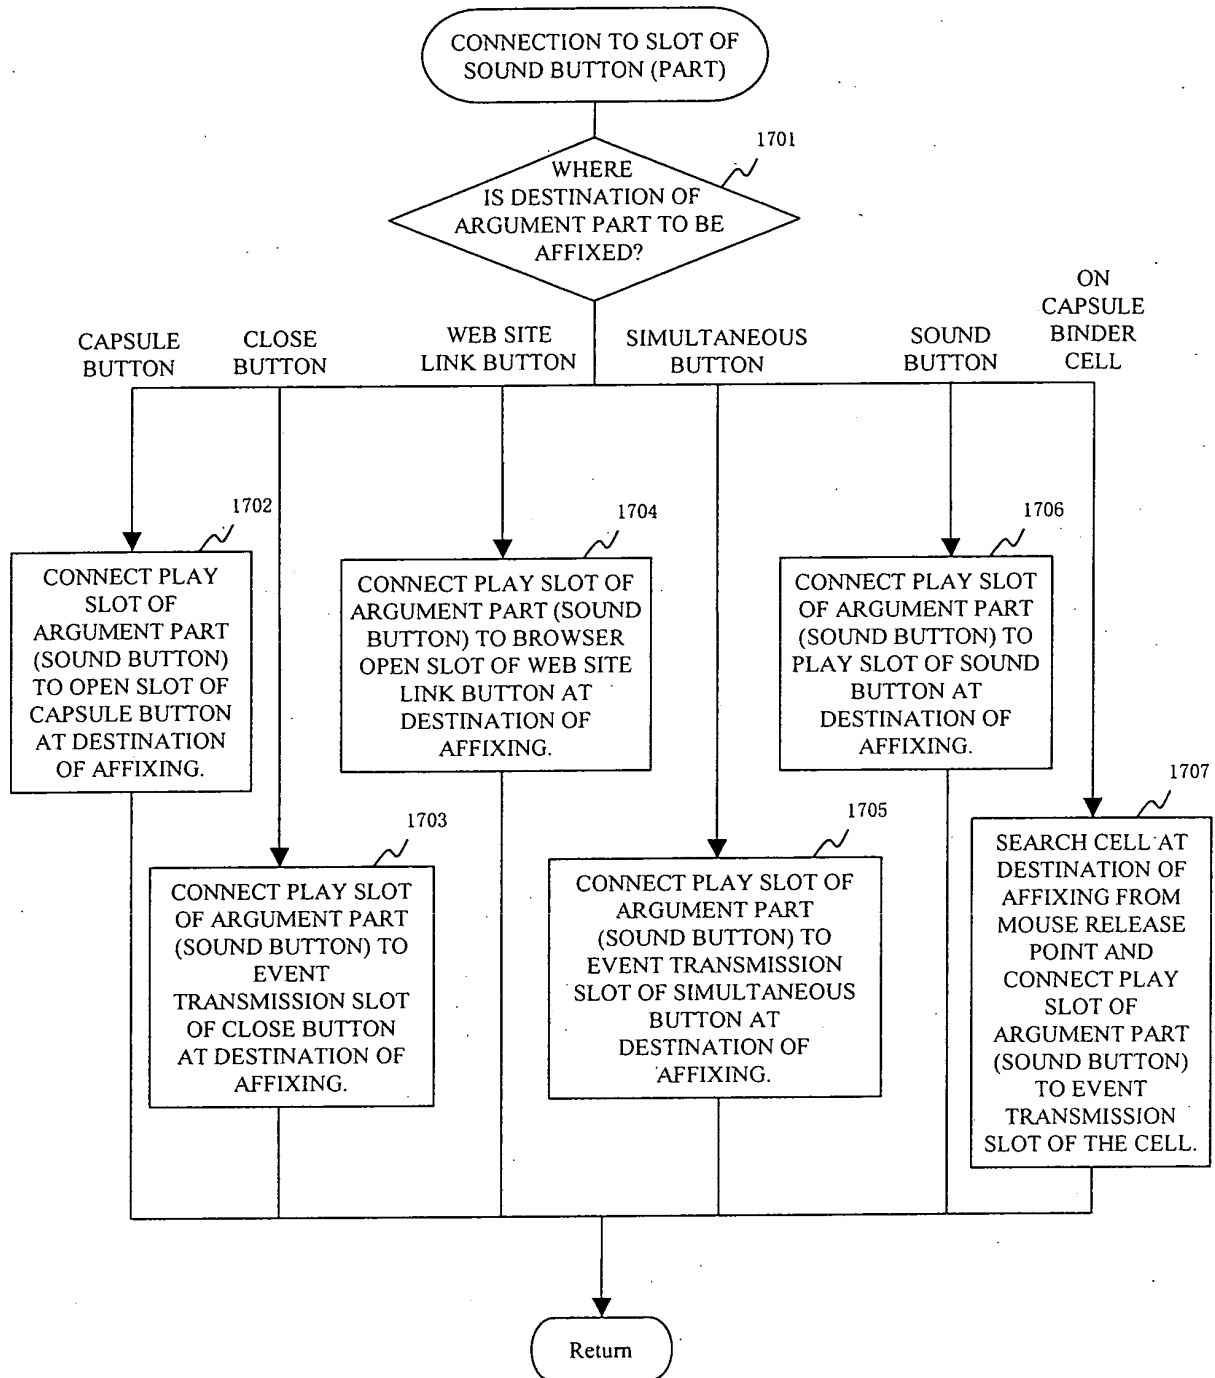 CONNECTION TO SLOT OF
SOUND BUTTON (PART)
1701
WHERE
IS DESTINATION OF
ARGUMENT PART TO BE
AFFIXED?
CAPSULE
BUTTON
CLOSE
BUTTON
WEB SITE
LINK BUTTON
SIMULTANEOUS
BUTTON
SOUND
BUTTON
ON
CAPSULE
BINDER
CELL
1702
CONNECT PLAY
SLOT OF
ARGUMENT PART
(SOUND BUTTON)
TO OPEN SLOT OF
CAPSULE BUTTON
AT DESTINATION
OF AFFIXING.
1704
CONNECT PLAY SLOT OF
ARGUMENT PART (SOUND
BUTTON) TO BROWSER
OPEN SLOT OF WEB SITE
LINK BUTTON AT
DESTINATION OF
AFFIXING.
1706
CONNECT PLAY SLOT
OF ARGUMENT PART
(SOUND BUTTON) TO
PLAY SLOT OF SOUND
BUTTON AT
DESTINATION OF
AFFIXING.
1703
CONNECT PLAY SLOT
OF ARGUMENT PART
(SOUND BUTTON) TO
EVENT
TRANSMISSION SLOT
OF CLOSE BUTTON
AT DESTINATION OF
AFFIXING.
1705
CONNECT PLAY SLOT OF
ARGUMENT PART
(SOUND BUTTON) TO
EVENT TRANSMISSION
SLOT OF SIMULTANEOUS
BUTTON AT
DESTINATION OF
AFFIXING.
1707
SEARCH CELL AT
DESTINATION OF
AFFIXING FROM
MOUSE RELEASE
POINT AND
CONNECT PLAY
SLOT OF
ARGUMENT PART
(SOUND BUTTON)
TO EVENT
TRANSMISSION
SLOT OF THE CELL.
Return